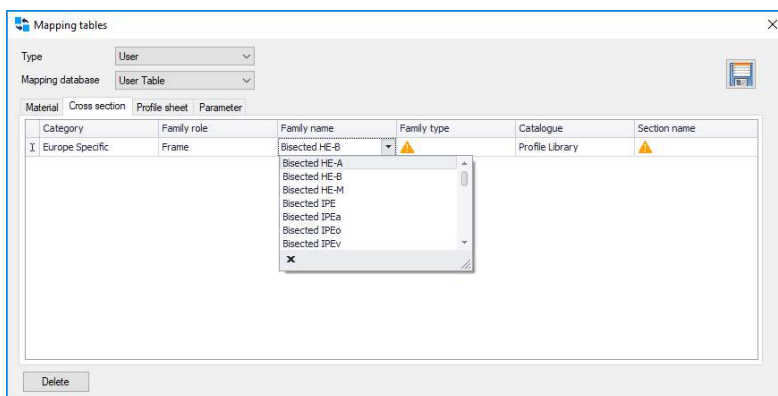 Mapping tables
Type User
Mapping database User Table
Material Cross section Profile sheet Parameter
Category Family role Family name Family type Catalogue Section name
Europe Specific Frame Bisected HE-B Profile Library
Bisected HE-A
Bisected HE-B
Bisected HE-M
Bisected IPE
Bisected IPEa
Bisected IPEo
Bisected IPEv
Delete